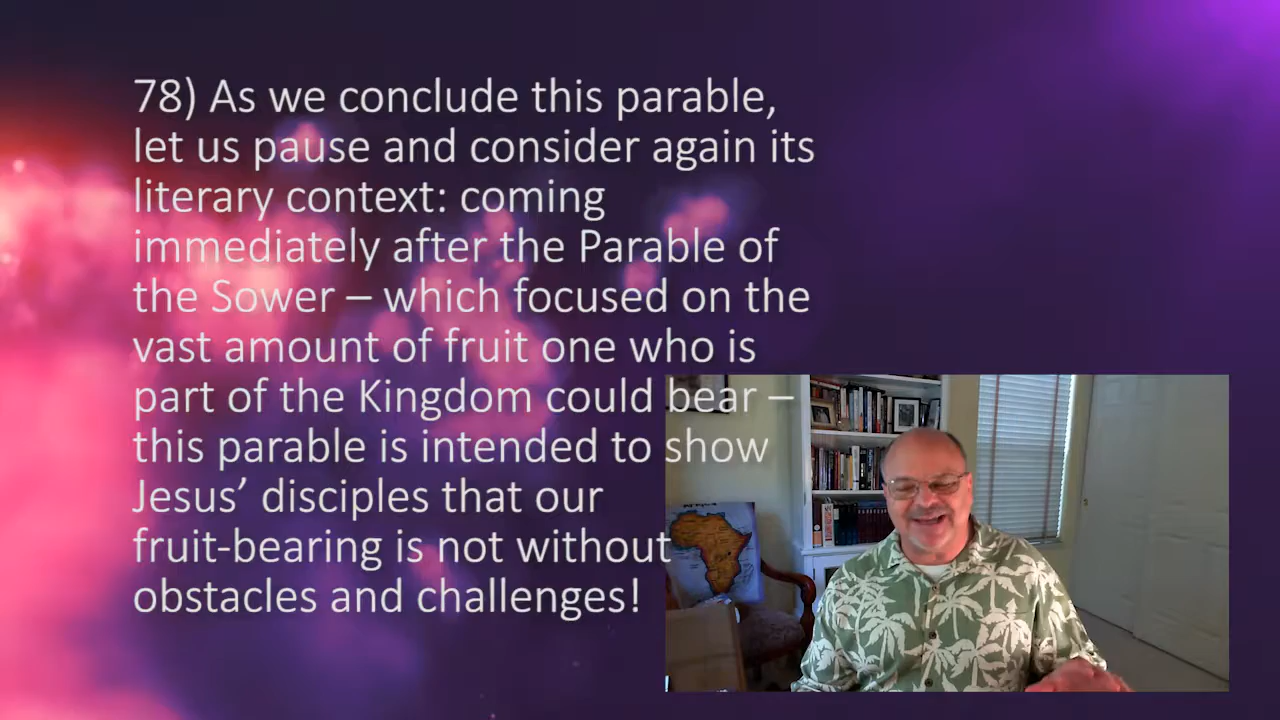 78) As we conclude this parable,
let us pause and consider again its
literary context: coming
immediately after the Parable of
the Sower – which focused on the
vast amount of fruit one who is
part of the Kingdom could bear –
this parable is intended to show
Jesus’ disciples that our
fruit-bearing is not without
obstacles and challenges!